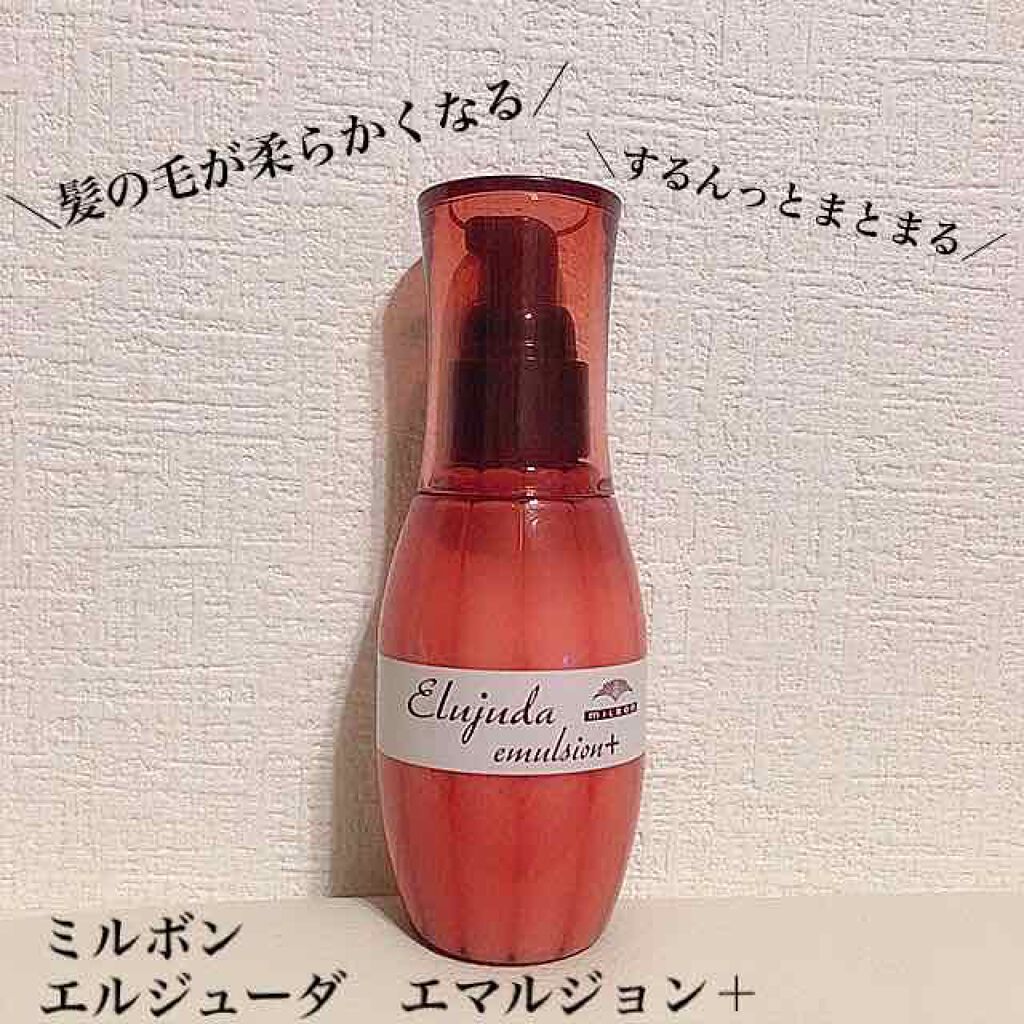 \髪の毛が柔らかくなる/
\するんっとまとまる/
Elujuda
MILBON
emulsion+
ミルボン
エルジューダ　エマルジョン＋